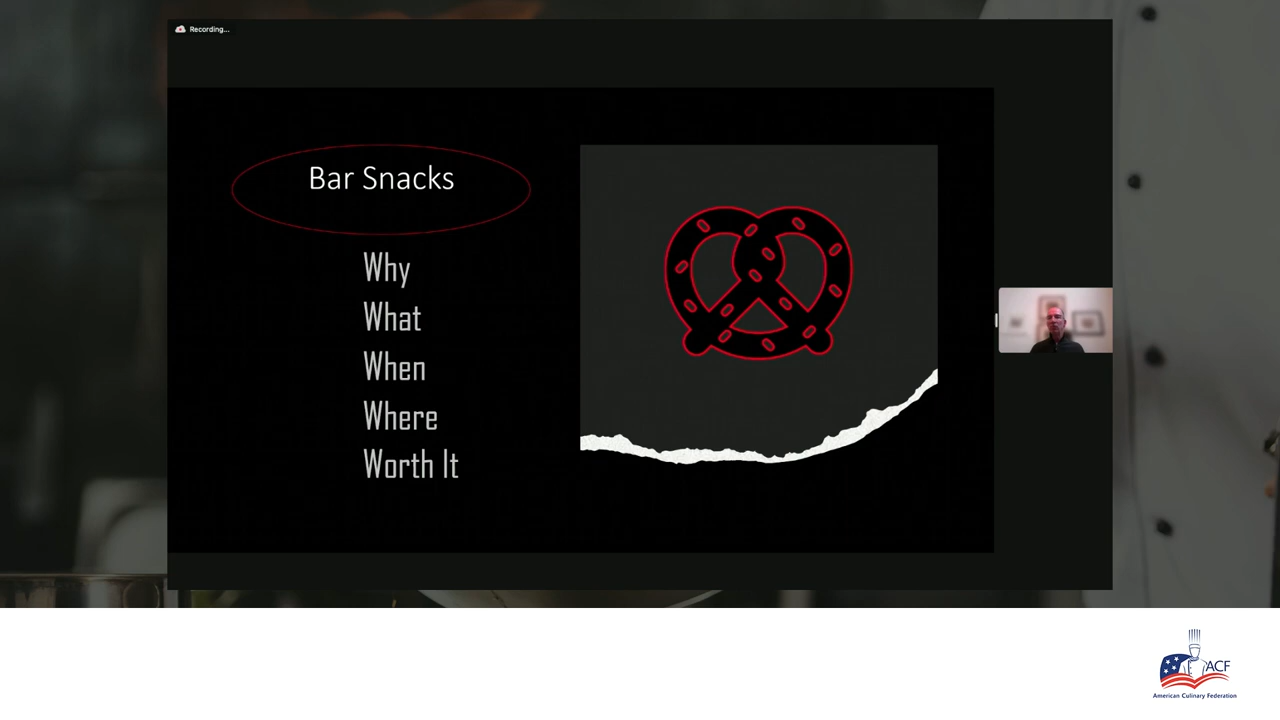 Recording...
Bar Snacks
Why
What
When
Where
Worth It
ACF
American Culinary Federation